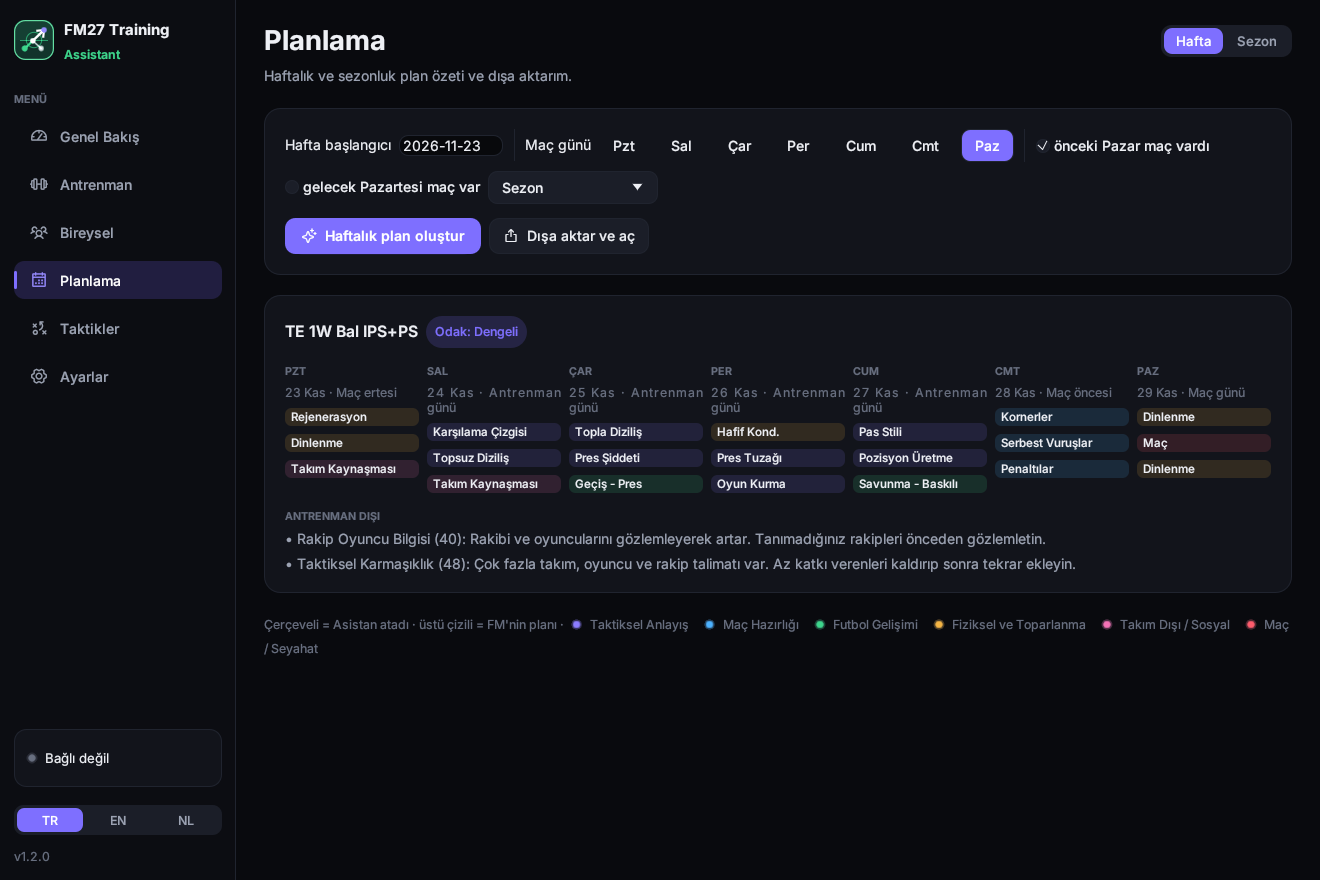 FM27 Training
Assistant
MENÜ
Genel Bakış
Antrenman
Bireysel
Planlama
Taktikler
Ayarlar
Bağlı değil
TR EN NL
v1.2.0
Planlama
Hafta Sezon
Haftalık ve sezonluk plan özeti ve dışa aktarım.
Hafta başlangıcı 2026-11-23 Maç günü Pzt Sal Çar Per Cum Cmt Paz önceki Pazar maç vardı
gelecek Pazartesi maç var Sezon
Haftalık plan oluştur Dışa aktar ve aç
TE 1W Bal IPS+PS Odak: Dengeli
PZT
23 Kas · Maç ertesi
Rejenerasyon
Dinlenme
Takım Kaynaşması
SAL
24 Kas · Antrenman
günü
Karşılama Çizgisi
Topsuz Diziliş
Takım Kaynaşması
ÇAR
25 Kas · Antrenman
günü
Topla Diziliş
Pres Şiddeti
Geçiş - Pres
PER
26 Kas · Antrenman
günü
Hafif Kond.
Pres Tuzağı
Oyun Kurma
CUM
27 Kas · Antrenman
günü
Pas Stili
Pozisyon Üretme
Savunma - Baskılı
CMT
28 Kas · Maç öncesi
Kornerler
Serbest Vuruşlar
Penaltılar
PAZ
29 Kas · Maç günü
Dinlenme
Maç
Dinlenme
ANTRENMAN DIŞI
• Rakip Oyuncu Bilgisi (40): Rakibi ve oyuncularını gözlemleyerek artar. Tanımadığınız rakipleri önceden gözlemletin.
• Taktiksel Karmaşıklık (48): Çok fazla takım, oyuncu ve rakip talimatı var. Az katkı verenleri kaldırıp sonra tekrar ekleyin.
Çerçeveli = Asistan atadı · üstü çizili = FM'nin planı · Taktiksel Anlayış Maç Hazırlığı Futbol Gelişimi Fiziksel ve Toparlanma Takım Dışı / Sosyal Maç
/ Seyahat